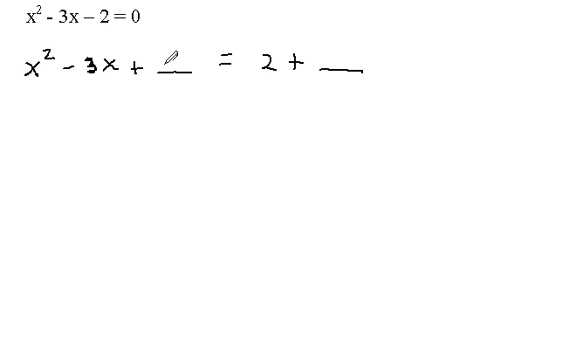 x² - 3x – 2 = 0
x² - 3x + __ = 2 + __